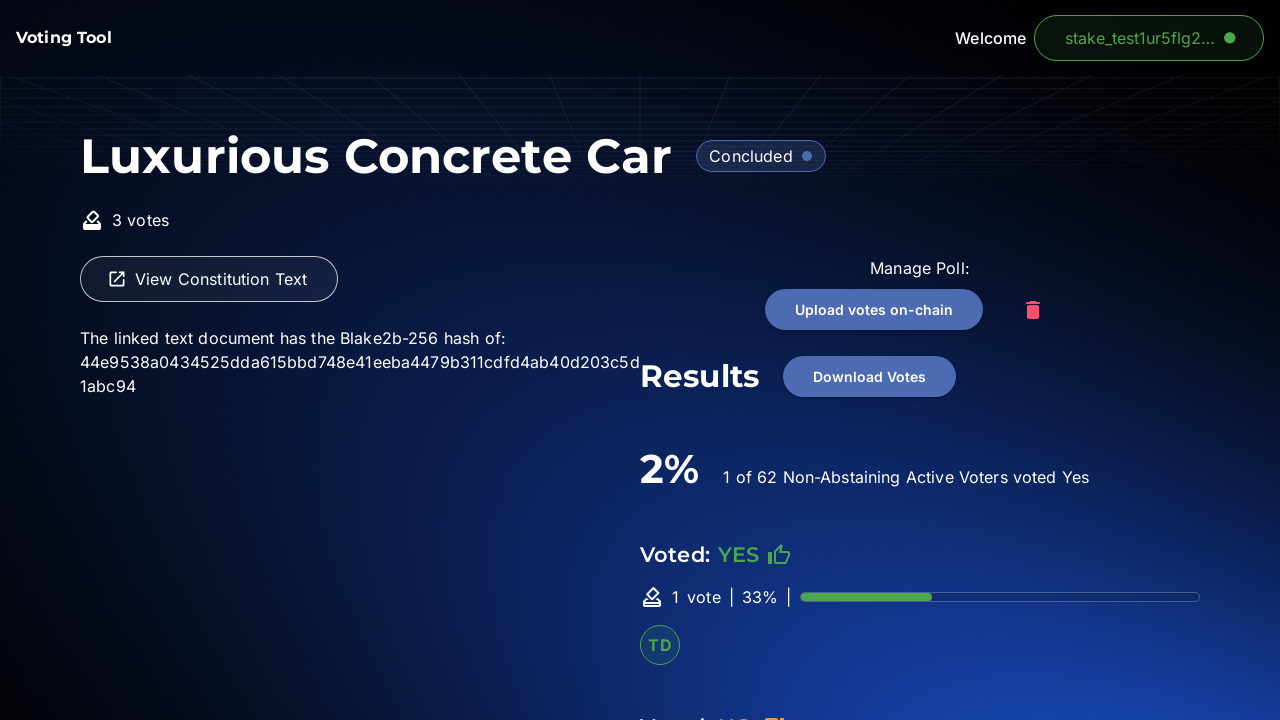 Voting Tool
Welcome
stake_test1ur5flg2...
Luxurious Concrete Car
Concluded
3 votes
View Constitution Text
The linked text document has the Blake2b-256 hash of:
44e9538a0434525dda615bbd748e41eeba4479b311cdfd4ab40d203c5d
1abc94
Manage Poll:
Upload votes on-chain
Results
Download Votes
2%
1 of 62 Non-Abstaining Active Voters voted Yes
Voted: YES
1 vote | 33% |
TD